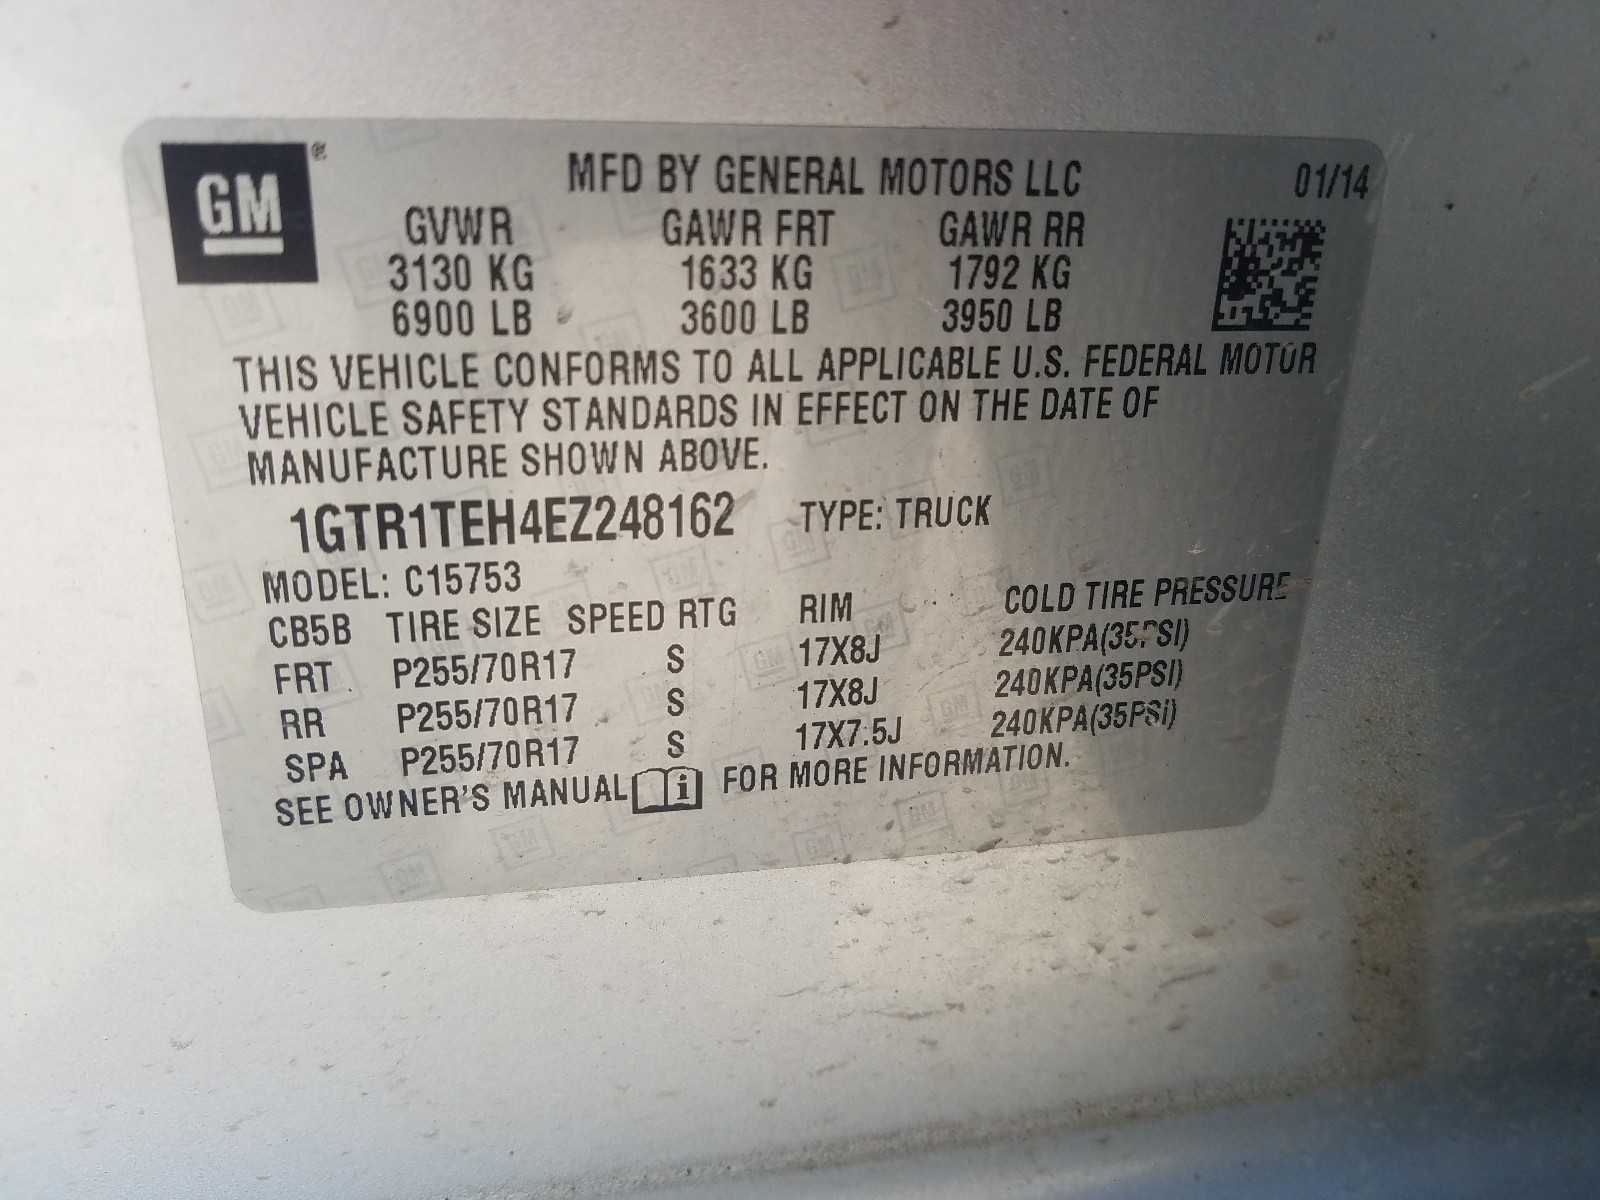 GM®
MFD BY GENERAL MOTORS LLC 01/14
GVWR GAWR FRT GAWR RR
3130 KG 1633 KG 1792 KG
6900 LB 3600 LB 3950 LB
THIS VEHICLE CONFORMS TO ALL APPLICABLE U.S. FEDERAL MOTOR
VEHICLE SAFETY STANDARDS IN EFFECT ON THE DATE OF
MANUFACTURE SHOWN ABOVE.
1GTR1TEH4EZ248162 TYPE: TRUCK
MODEL: C15753
CB5B TIRE SIZE SPEED RTG RIM COLD TIRE PRESSURE
FRT P255/70R17 S 17X8J 240KPA(35PSI)
RR P255/70R17 S 17X8J 240KPA(35PSI)
SPA P255/70R17 S 17X7.5J 240KPA(35PSI)
SEE OWNER'S MANUAL i FOR MORE INFORMATION.